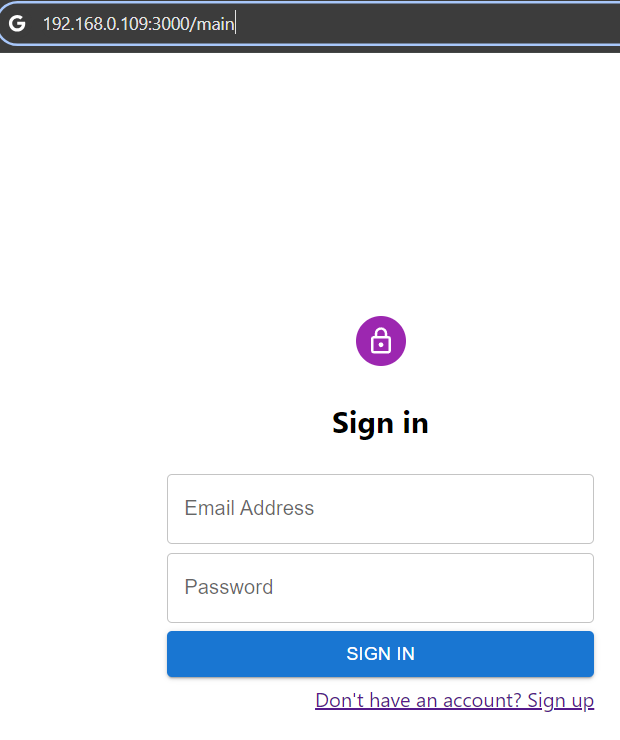 192.168.0.109:3000/main
Sign in
Email Address
Password
SIGN IN
Don't have an account? Sign up